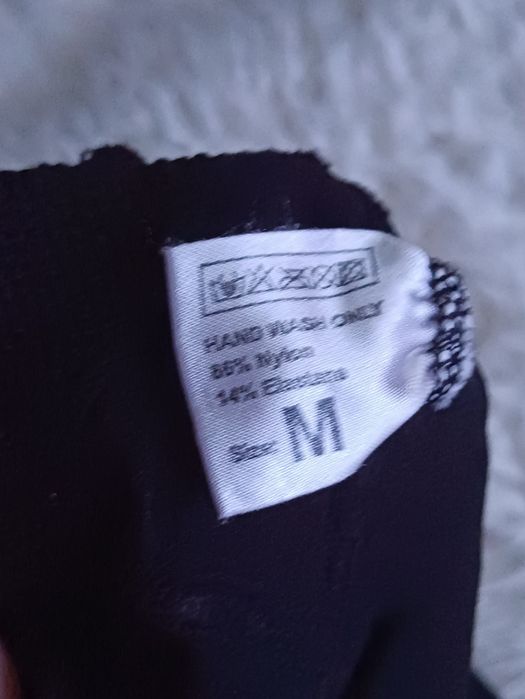 HAND WASH ONLY
86% Nylon
14% Elastane
Size: M